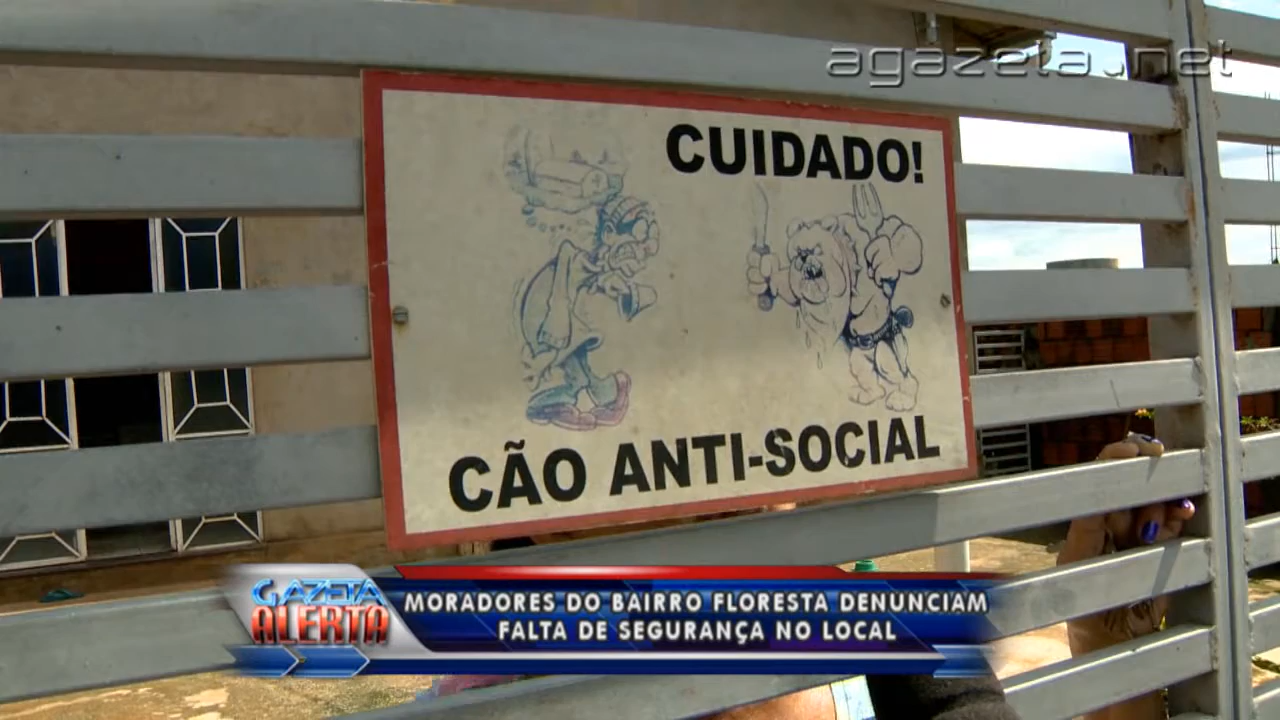 agazeta.net
CUIDADO!
CÃO ANTI-SOCIAL
GAZETA
ALERTA
MORADORES DO BAIRRO FLORESTA DENUNCIAM
FALTA DE SEGURANÇA NO LOCAL